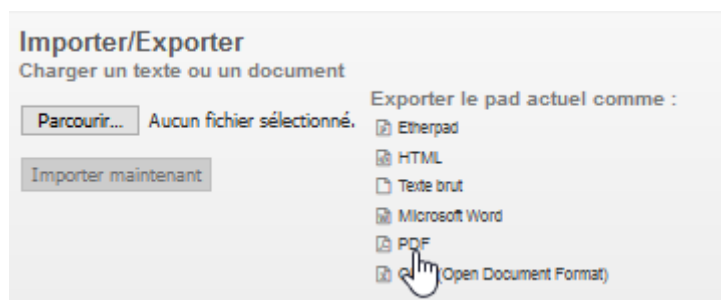 Importer/Exporter
Charger un texte ou un document
Parcourir... Aucun fichier sélectionné.
Importer maintenant
Exporter le pad actuel comme :
Etherpad
HTML
Texte brut
Microsoft Word
PDF
(Open Document Format)